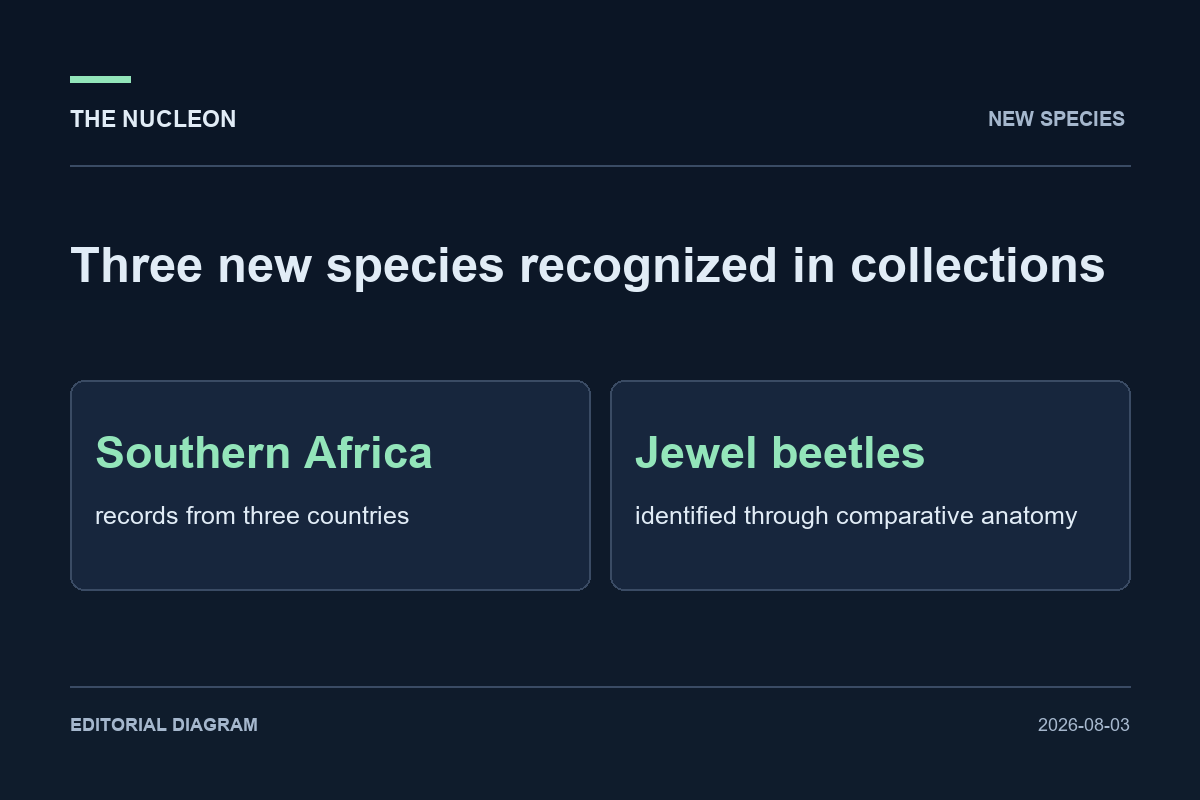 THE NUCLEON
NEW SPECIES
Three new species recognized in collections
Southern Africa
records from three countries
Jewel beetles
identified through comparative anatomy
EDITORIAL DIAGRAM
2026-08-03